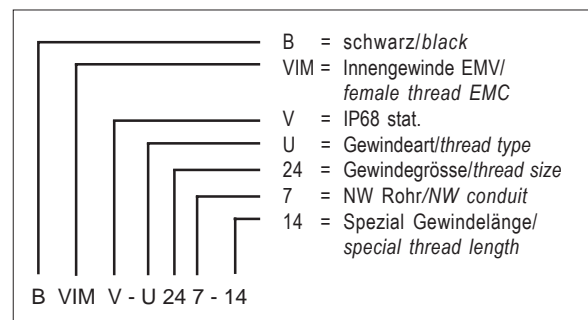 B = schwarz/black
VIM = Innengewinde EMV/
female thread EMC
V = IP68 stat.
U = Gewindeart/thread type
24 = Gewindegrösse/thread size
7 = NW Rohr/NW conduit
14 = Spezial Gewindelänge/
special thread length
B VIM V - U 24 7 - 14